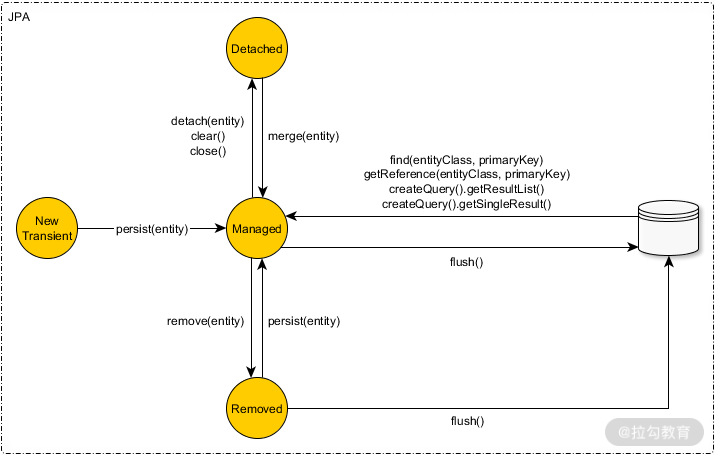 JPA
Detached
detach(entity)
clear()
close()
merge(entity)
find(entityClass, primaryKey)
getReference(entityClass, primaryKey)
createQuery().getResultList()
createQuery().getSingleResult()
New
Transient
persist(entity)
Managed
flush()
remove(entity)
persist(entity)
Removed
flush()
@拉勾教育